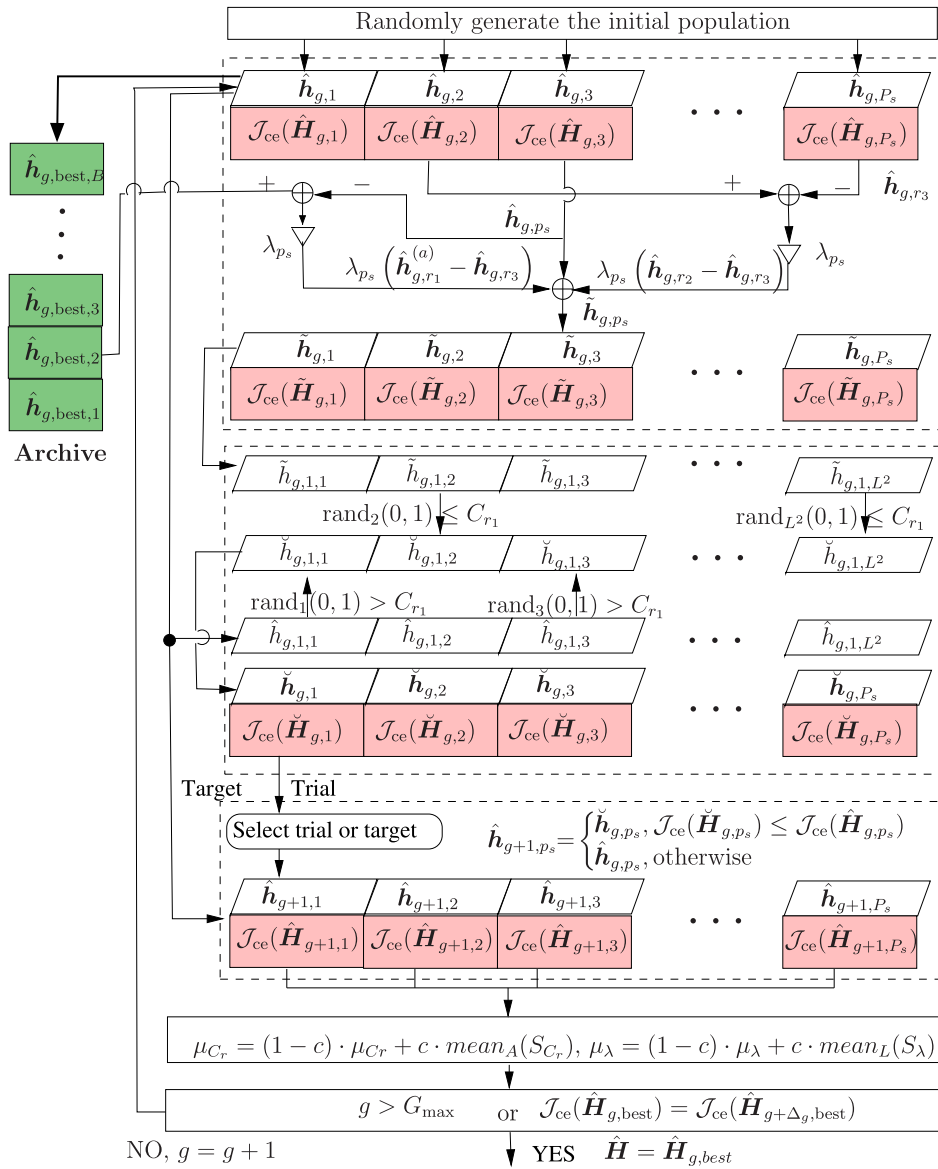 Randomly generate the initial population
ĥ_{g,1} ĥ_{g,2} ĥ_{g,3} ĥ_{g,P_s}
· · ·
𝒥_ce(Ĥ_{g,1}) 𝒥_ce(Ĥ_{g,2}) 𝒥_ce(Ĥ_{g,3}) 𝒥_ce(Ĥ_{g,P_s})
ĥ_{g,best,B}
+ − + − ĥ_{g,r_3}
ĥ_{g,p_s}
λ_{p_s} λ_{p_s}
λ_{p_s}(ĥ^{(a)}_{g,r_1} − ĥ_{g,r_3}) λ_{p_s}(ĥ_{g,r_2} − ĥ_{g,r_3})
ĥ_{g,best,3}
h̃_{g,p_s}
ĥ_{g,best,2}
h̃_{g,1} h̃_{g,2} h̃_{g,3} h̃_{g,P_s}
· · ·
𝒥_ce(H̃_{g,1}) 𝒥_ce(H̃_{g,2}) 𝒥_ce(H̃_{g,3}) 𝒥_ce(H̃_{g,P_s})
ĥ_{g,best,1}
Archive
h̃_{g,1,1} h̃_{g,1,2} h̃_{g,1,3} · · · h̃_{g,1,L^2}
rand_2(0, 1) ≤ C_{r_1} rand_{L^2}(0, 1) ≤ C_{r_1}
h̆_{g,1,1} h̆_{g,1,2} h̆_{g,1,3} · · · h̆_{g,1,L^2}
rand_1(0, 1) > C_{r_1} rand_3(0, 1) > C_{r_1}
ĥ_{g,1,1} ĥ_{g,1,2} ĥ_{g,1,3} · · · ĥ_{g,1,L^2}
h̆_{g,1} h̆_{g,2} h̆_{g,3} h̆_{g,P_s}
· · ·
𝒥_ce(H̆_{g,1}) 𝒥_ce(H̆_{g,2}) 𝒥_ce(H̆_{g,3}) 𝒥_ce(H̆_{g,P_s})
Target Trial
Select trial or target
ĥ_{g+1,p_s} = { h̆_{g,p_s}, 𝒥_ce(H̆_{g,p_s}) ≤ 𝒥_ce(Ĥ_{g,p_s})
ĥ_{g,p_s}, otherwise
ĥ_{g+1,1} ĥ_{g+1,2} ĥ_{g+1,3} ĥ_{g+1,P_s}
· · ·
𝒥_ce(Ĥ_{g+1,1}) 𝒥_ce(Ĥ_{g+1,2}) 𝒥_ce(Ĥ_{g+1,3}) 𝒥_ce(Ĥ_{g+1,P_s})
μ_{Cr} = (1 − c) · μ_{Cr} + c · mean_A(S_{C_r}), μ_λ = (1 − c) · μ_λ + c · mean_L(S_λ)
g > G_max or 𝒥_ce(Ĥ_{g,best}) = 𝒥_ce(Ĥ_{g+Δ_g,best})
NO, g = g + 1 YES Ĥ = Ĥ_{g,best}